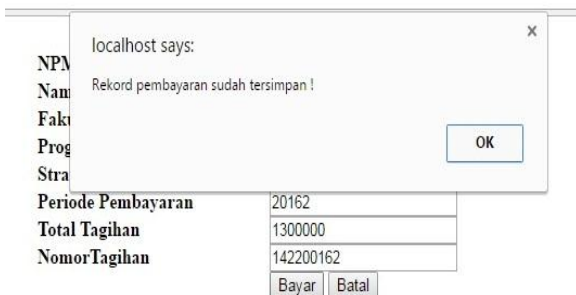 localhost says:
x
Rekord pembayaran sudah tersimpan !
OK
Periode Pembayaran 20162
Total Tagihan 1300000
NomorTagihan 142200162
Bayar Batal